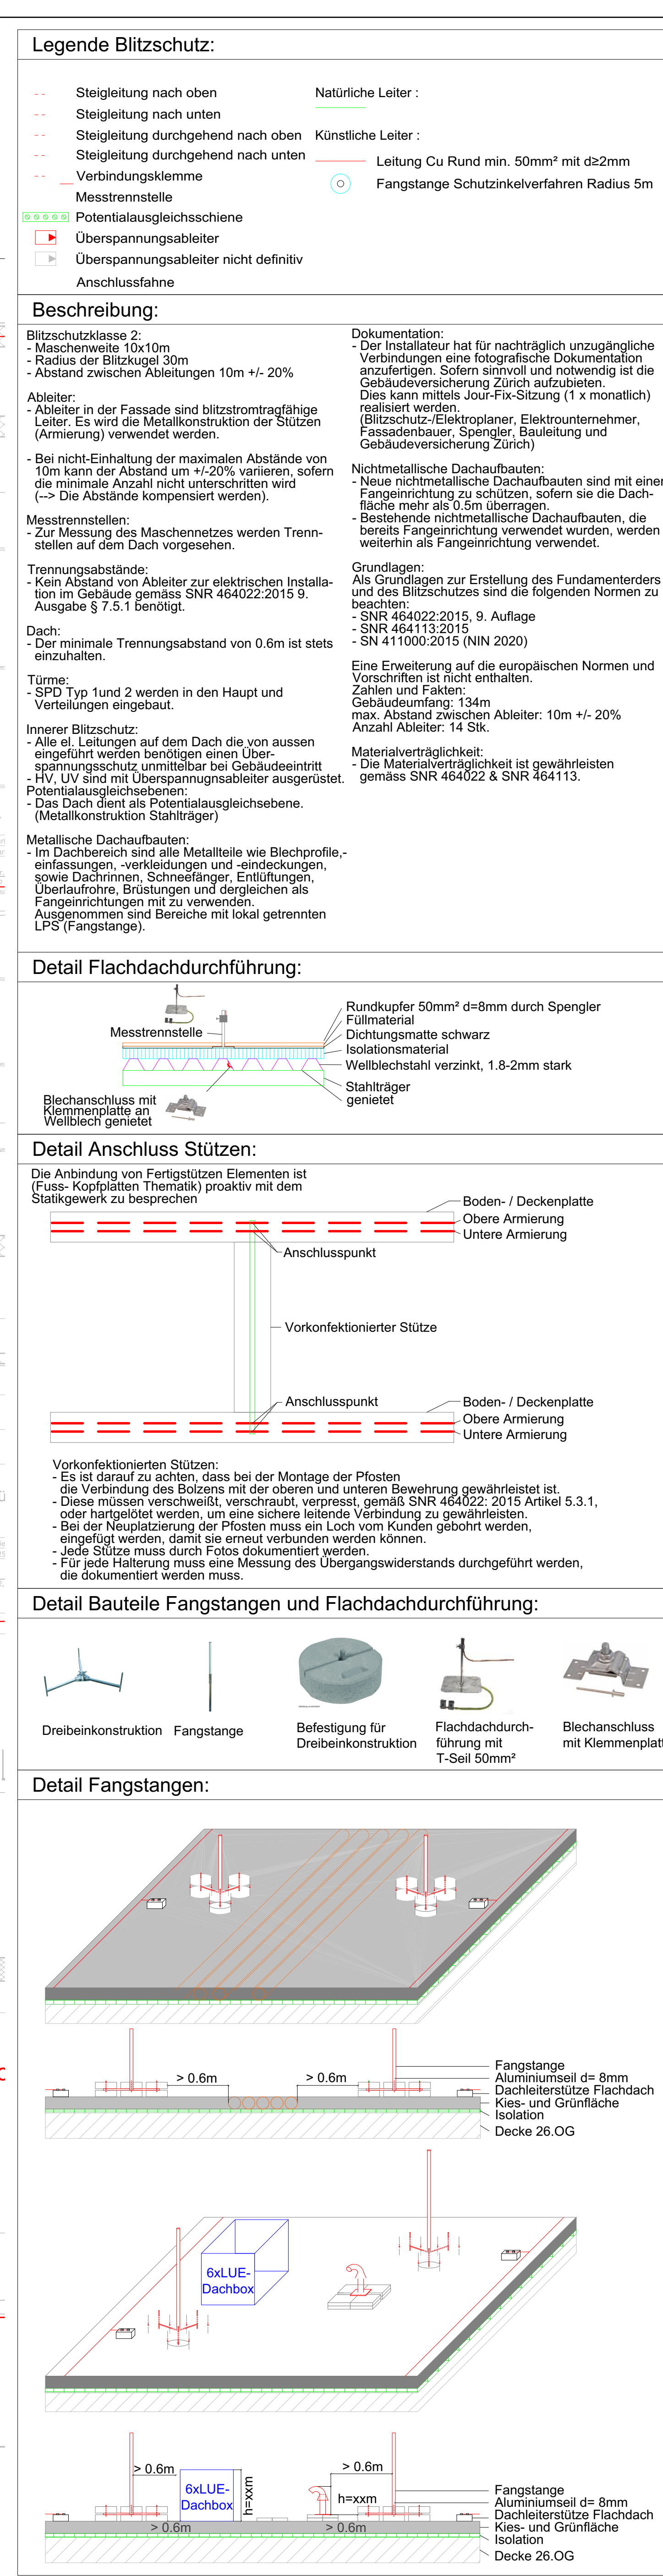 Legende Blitzschutz:
Steigleitung nach oben
Steigleitung nach unten
Steigleitung durchgehend nach oben
Steigleitung durchgehend nach unten
Verbindungsklemme
Messtrennstelle
Potentialausgleichsschiene
Überspannungsableiter
Überspannungsableiter nicht definitiv
Anschlussfahne
Natürliche Leiter :
Künstliche Leiter :
Leitung Cu Rund min. 50mm² mit d≥2mm
Fangstange Schutzinkelverfahren Radius 5m
Beschreibung:
Blitzschutzklasse 2:
- Maschenweite 10x10m
- Radius der Blitzkugel 30m
- Abstand zwischen Ableitungen 10m +/- 20%
Ableiter:
- Ableiter in der Fassade sind blitzstromtragfähige
Leiter. Es wird die Metallkonstruktion der Stützen
(Armierung) verwendet werden.
- Bei nicht-Einhaltung der maximalen Abstände von
10m kann der Abstand um +/-20% variieren, sofern
die minimale Anzahl nicht unterschritten wird
(--> Die Abstände kompensiert werden).
Messtrennstellen:
- Zur Messung des Maschennetzes werden Trenn-
stellen auf dem Dach vorgesehen.
Trennungsabstände:
- Kein Abstand von Ableiter zur elektrischen Installa-
tion im Gebäude gemäss SNR 464022:2015 9.
Ausgabe § 7.5.1 benötigt.
Dach:
- Der minimale Trennungsabstand von 0.6m ist stets
einzuhalten.
Türme:
- SPD Typ 1und 2 werden in den Haupt und
Verteilungen eingebaut.
Innerer Blitzschutz:
- Alle el. Leitungen auf dem Dach die von aussen
eingeführt werden benötigen einen Über-
spannungsschutz unmittelbar bei Gebäudeeintritt
- HV, UV sind mit Überspannugnsableiter ausgerüstet.
Potentialausgleichsebenen:
- Das Dach dient als Potentialausgleichsebene.
(Metallkonstruktion Stahlträger)
Metallische Dachaufbauten:
- Im Dachbereich sind alle Metallteile wie Blechprofile,-
einfassungen, -verkleidungen und -eindeckungen,
sowie Dachrinnen, Schneefänger, Entlüftungen,
Überlaufrohre, Brüstungen und dergleichen als
Fangeinrichtungen mit zu verwenden.
Ausgenommen sind Bereiche mit lokal getrennten
LPS (Fangstange).
Dokumentation:
- Der Installateur hat für nachträglich unzugängliche
Verbindungen eine fotografische Dokumentation
anzufertigen. Sofern sinnvoll und notwendig ist die
Gebäudeversicherung Zürich aufzubieten.
Dies kann mittels Jour-Fix-Sitzung (1 x monatlich)
realisiert werden.
(Blitzschutz-/Elektroplaner, Elektrounternehmer,
Fassadenbauer, Spengler, Bauleitung und
Gebäudeversicherung Zürich)
Nichtmetallische Dachaufbauten:
- Neue nichtmetallische Dachaufbauten sind mit einer
Fangeinrichtung zu schützen, sofern sie die Dach-
fläche mehr als 0.5m überragen.
- Bestehende nichtmetallische Dachaufbauten, die
bereits Fangeinrichtung verwendet wurden, werden
weiterhin als Fangeinrichtung verwendet.
Grundlagen:
Als Grundlagen zur Erstellung des Fundamenterders
und des Blitzschutzes sind die folgenden Normen zu
beachten:
- SNR 464022:2015, 9. Auflage
- SNR 464113:2015
- SN 411000:2015 (NIN 2020)
Eine Erweiterung auf die europäischen Normen und
Vorschriften ist nicht enthalten.
Zahlen und Fakten:
Gebäudeumfang: 134m
max. Abstand zwischen Ableiter: 10m +/- 20%
Anzahl Ableiter: 14 Stk.
Materialverträglichkeit:
- Die Materialverträglichkeit ist gewährleisten
gemäss SNR 464022 & SNR 464113.
Detail Flachdachdurchführung:
Messtrennstelle
Blechanschluss mit
Klemmenplatte an
Wellblech genietet
Rundkupfer 50mm² d=8mm durch Spengler
Füllmaterial
Dichtungsmatte schwarz
Isolationsmaterial
Wellblechstahl verzinkt, 1.8-2mm stark
Stahlträger
genietet
Detail Anschluss Stützen:
Die Anbindung von Fertigstützen Elementen ist
(Fuss- Kopfplatten Thematik) proaktiv mit dem
Statikgewerk zu besprechen
Boden- / Deckenplatte
Obere Armierung
Untere Armierung
Anschlusspunkt
Vorkonfektionierter Stütze
Anschlusspunkt
Boden- / Deckenplatte
Obere Armierung
Untere Armierung
Vorkonfektionierten Stützen:
- Es ist darauf zu achten, dass bei der Montage der Pfosten
die Verbindung des Bolzens mit der oberen und unteren Bewehrung gewährleistet ist.
- Diese müssen verschweißt, verschraubt, verpresst, gemäß SNR 464022: 2015 Artikel 5.3.1,
oder hartgelötet werden, um eine sichere leitende Verbindung zu gewährleisten.
- Bei der Neuplatzierung der Pfosten muss ein Loch vom Kunden gebohrt werden,
eingefügt werden, damit sie erneut verbunden werden können.
- Jede Stütze muss durch Fotos dokumentiert werden.
- Für jede Halterung muss eine Messung des Übergangswiderstands durchgeführt werden,
die dokumentiert werden muss.
Detail Bauteile Fangstangen und Flachdachdurchführung:
Dreibeinkonstruktion
Fangstange
Befestigung für
Dreibeinkonstruktion
Flachdachdurch-
führung mit
T-Seil 50mm²
Blechanschluss
mit Klemmenplatt
Detail Fangstangen:
> 0.6m
> 0.6m
Fangstange
Aluminiumseil d= 8mm
Dachleiterstütze Flachdach
Kies- und Grünfläche
Isolation
Decke 26.OG
6xLUE-
Dachbox
> 0.6m
6xLUE-
Dachbox
h=xxm
> 0.6m
h=xxm
> 0.6m
> 0.6m
Fangstange
Aluminiumseil d= 8mm
Dachleiterstütze Flachdach
Kies- und Grünfläche
Isolation
Decke 26.OG